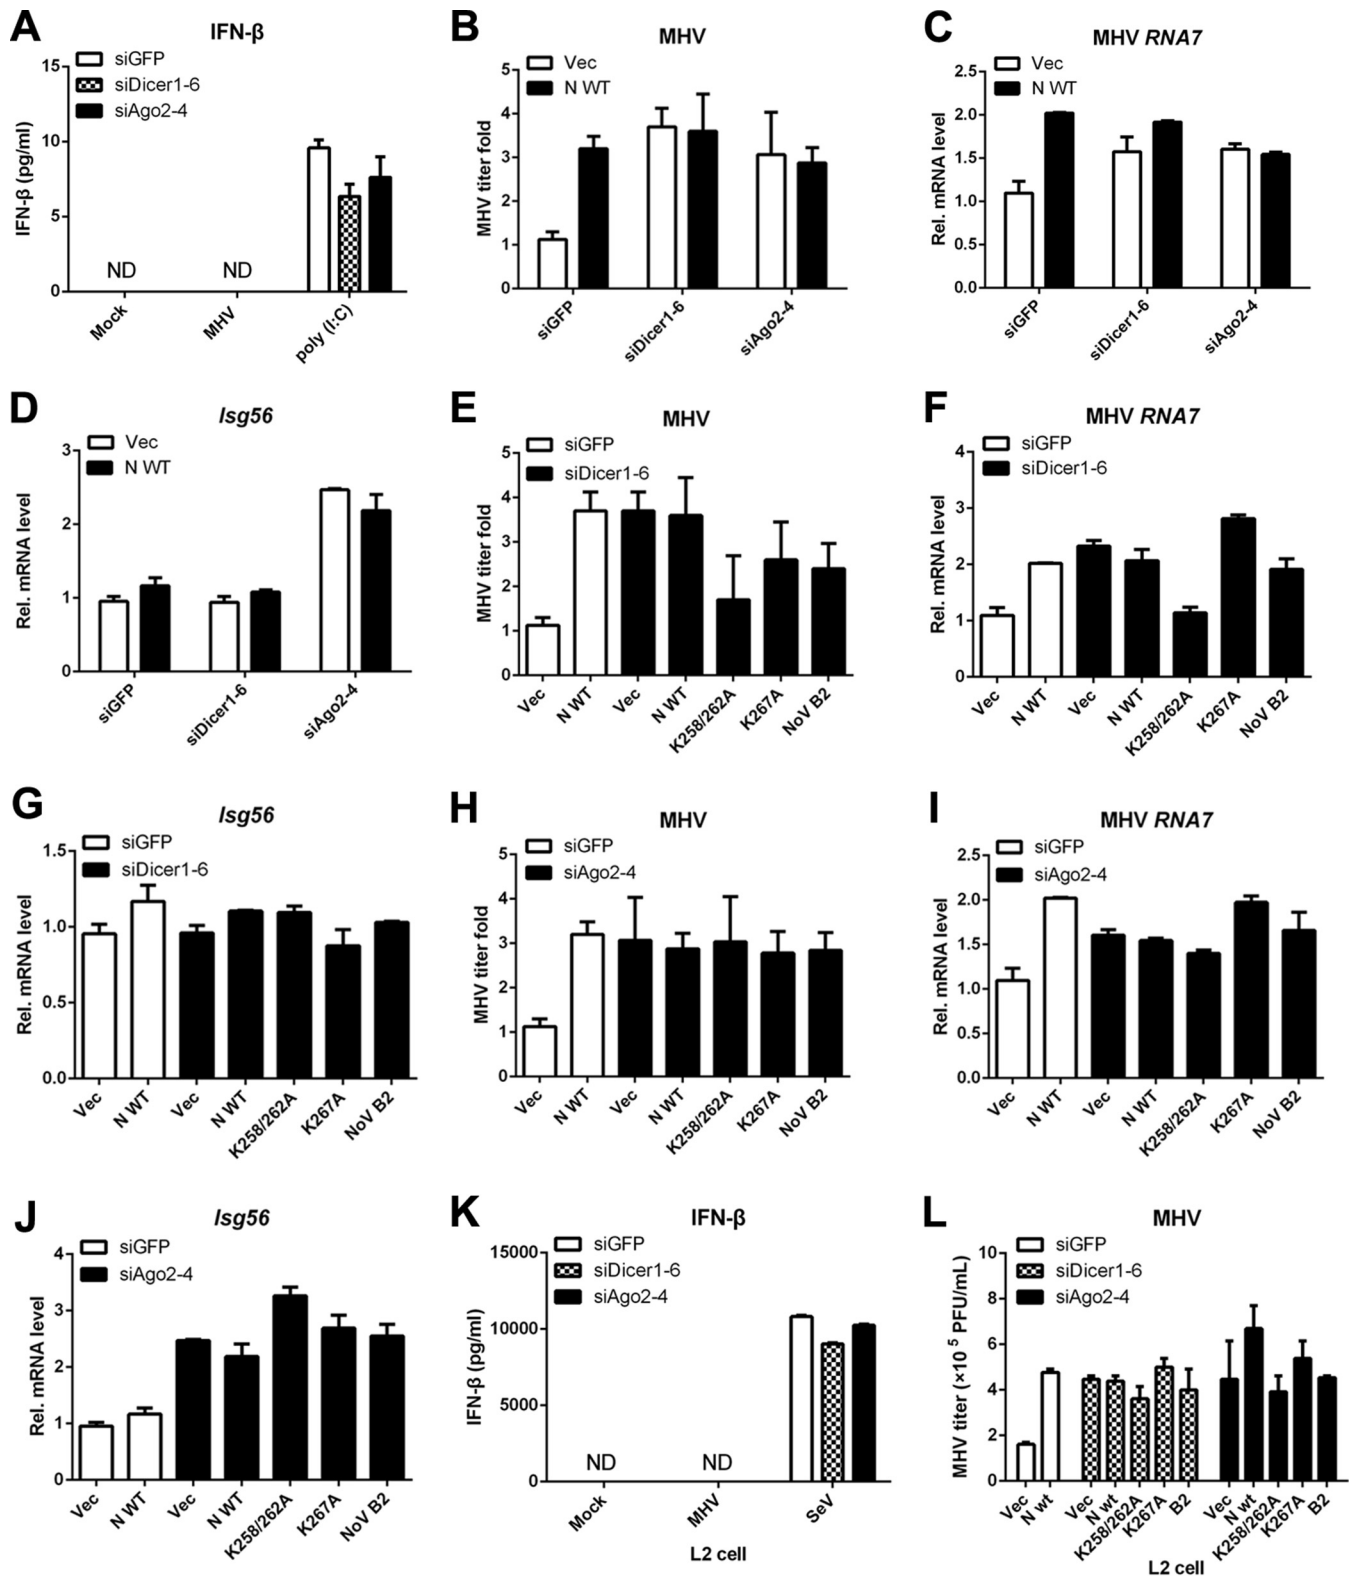 A
IFN-β
siGFP
siDicer1-6
siAgo2-4
IFN-β (pg/ml)
15
10
5
0
ND
ND
Mock
MHV
poly (I:C)
B
MHV
Vec
N WT
MHV titer fold
5
4
3
2
1
0
siGFP
siDicer1-6
siAgo2-4
C
MHV RNA7
Vec
N WT
Rel. mRNA level
2.5
2.0
1.5
1.0
0.5
0.0
siGFP
siDicer1-6
siAgo2-4
D
Isg56
Vec
N WT
Rel. mRNA level
3
2
1
0
siGFP
siDicer1-6
siAgo2-4
E
MHV
siGFP
siDicer1-6
MHV titer fold
5
4
3
2
1
0
Vec
N WT
Vec
N WT
K258/262A
K267A
NoV B2
F
MHV RNA7
siGFP
siDicer1-6
Rel. mRNA level
4
3
2
1
0
Vec
N WT
Vec
N WT
K258/262A
K267A
NoV B2
G
Isg56
siGFP
siDicer1-6
Rel. mRNA level
1.5
1.0
0.5
0.0
Vec
N WT
Vec
N WT
K258/262A
K267A
NoV B2
H
MHV
siGFP
siAgo2-4
MHV titer fold
5
4
3
2
1
0
Vec
N WT
Vec
N WT
K258/262A
K267A
NoV B2
I
MHV RNA7
siGFP
siAgo2-4
Rel. mRNA level
2.5
2.0
1.5
1.0
0.5
0.0
Vec
N WT
Vec
N WT
K258/262A
K267A
NoV B2
J
Isg56
siGFP
siAgo2-4
Rel. mRNA level
4
3
2
1
0
Vec
N WT
Vec
N WT
K258/262A
K267A
NoV B2
K
IFN-β
siGFP
siDicer1-6
siAgo2-4
IFN-β (pg/ml)
15000
10000
5000
0
ND
ND
Mock
MHV
SeV
L2 cell
L
MHV
siGFP
siDicer1-6
siAgo2-4
MHV titer (×10 5 PFU/mL)
10
8
6
4
2
0
Vec
N wt
Vec
N wt
K258/262A
K267A
B2
Vec
N wt
K258/262A
K267A
B2
L2 cell